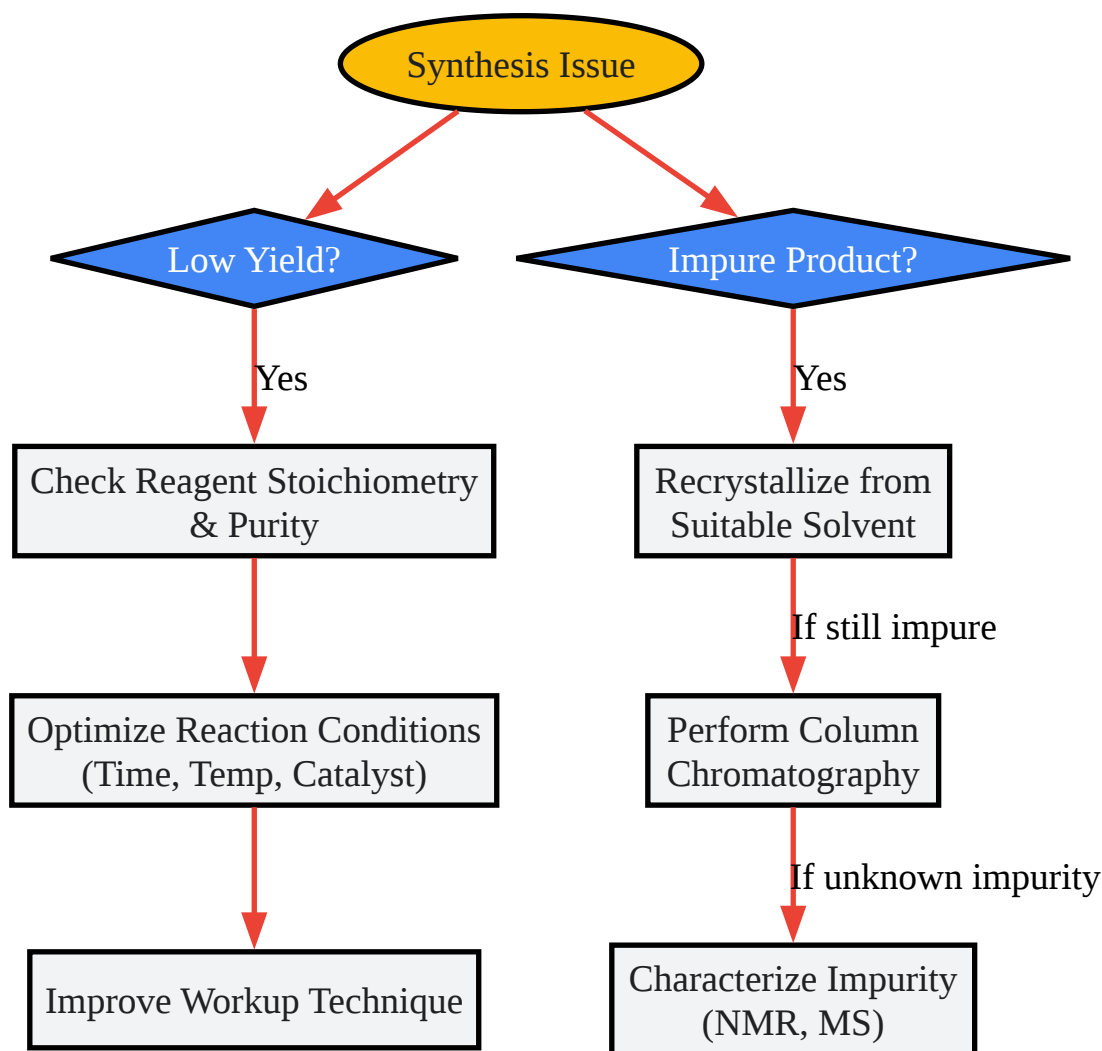 Synthesis Issue
Low Yield?
Impure Product?
Yes
Yes
Check Reagent Stoichiometry
& Purity
Recrystallize from
Suitable Solvent
If still impure
Optimize Reaction Conditions
(Time, Temp, Catalyst)
Perform Column
Chromatography
If unknown impurity
Improve Workup Technique
Characterize Impurity
(NMR, MS)